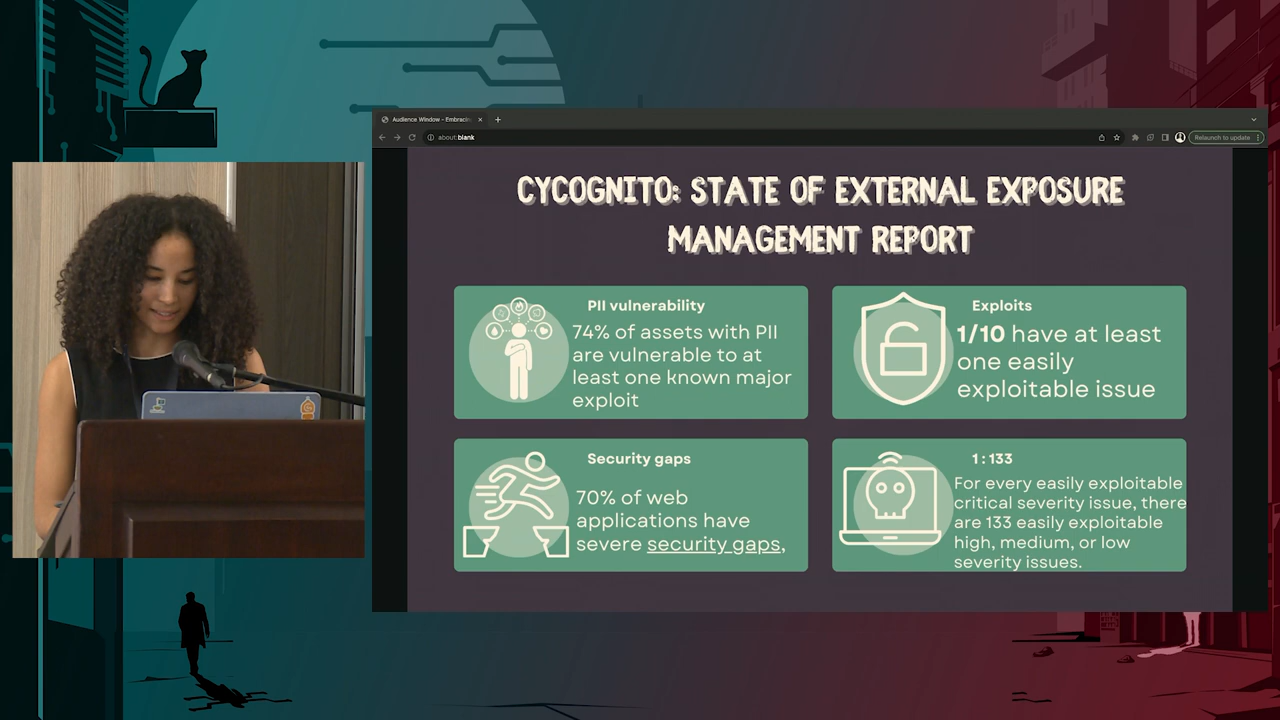 Audience Window - Embracin
about:blank
Relaunch to update
CYCOGNITO: STATE OF EXTERNAL EXPOSURE
MANAGEMENT REPORT
PII vulnerability
74% of assets with PII
are vulnerable to at
least one known major
exploit
Exploits
1/10 have at least
one easily
exploitable issue
Security gaps
70% of web
applications have
severe security gaps,
1:133
For every easily exploitable
critical severity issue, there
are 133 easily exploitable
high, medium, or low
severity issues.